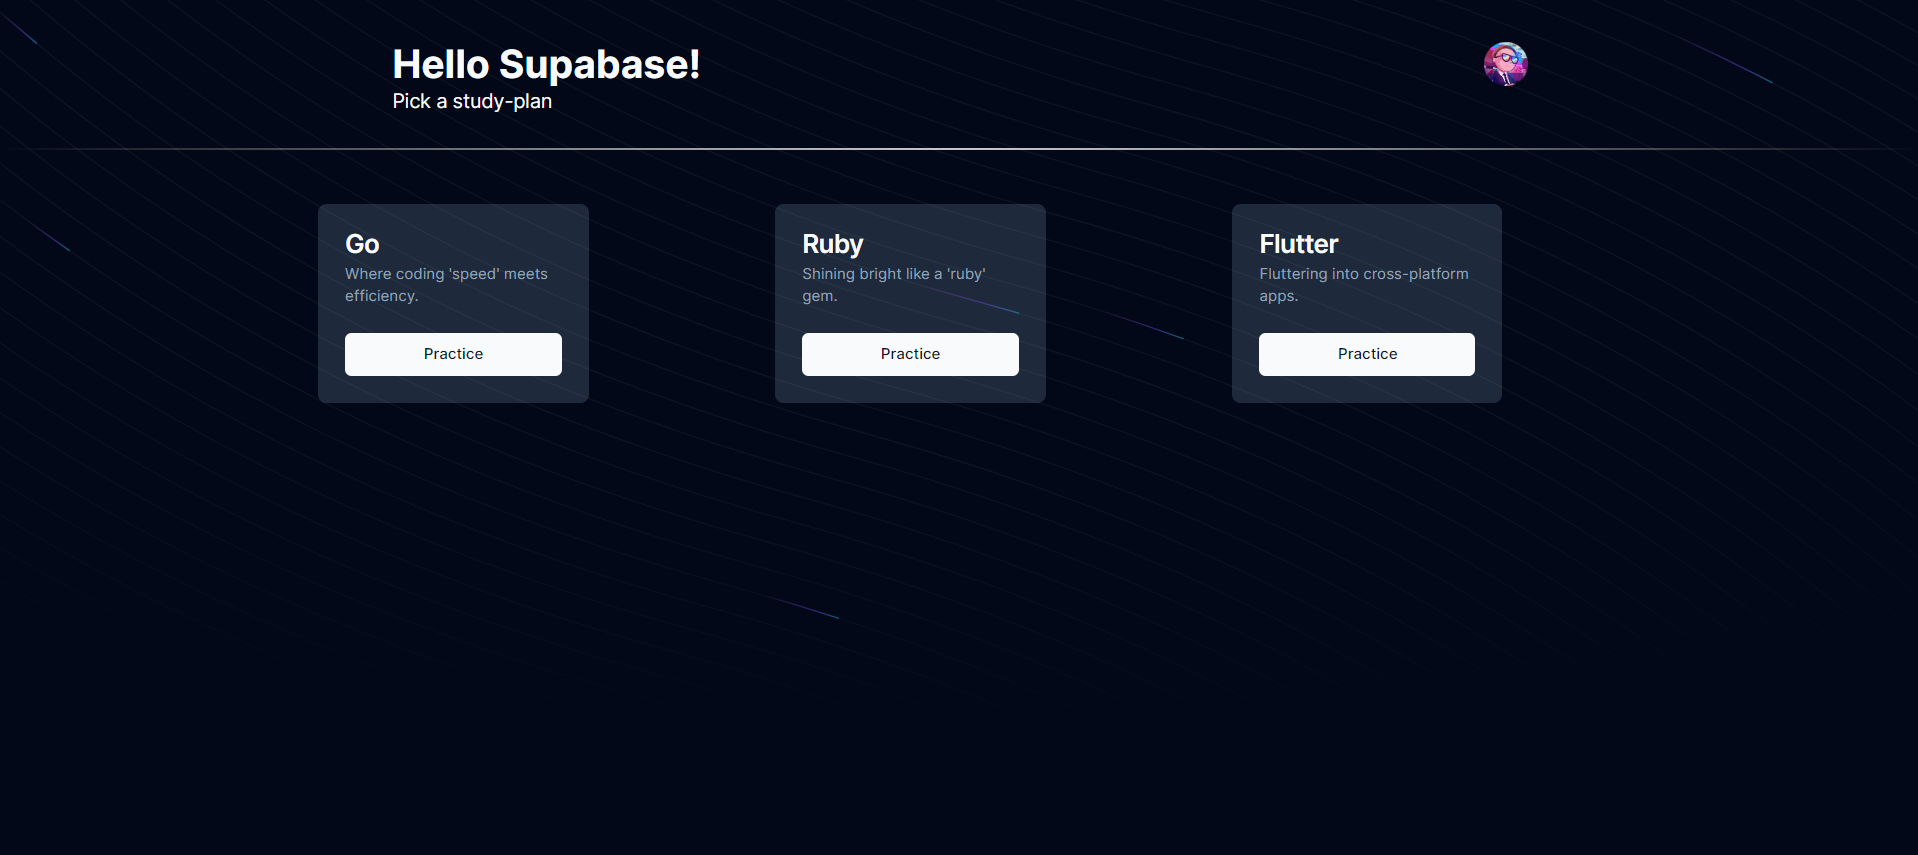 Hello Supabase!
Pick a study-plan
Go
Where coding 'speed' meets
efficiency.
Practice
Ruby
Shining bright like a 'ruby'
gem.
Practice
Flutter
Fluttering into cross-platform
apps.
Practice